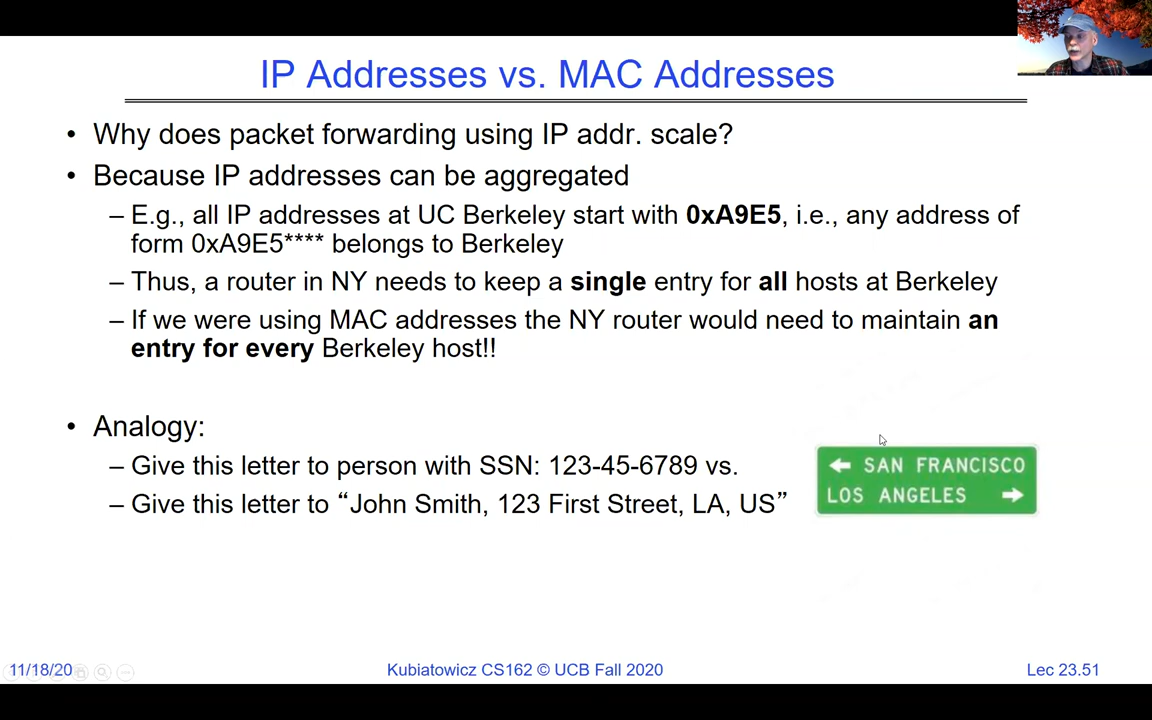 IP Addresses vs. MAC Addresses
• Why does packet forwarding using IP addr. scale?
• Because IP addresses can be aggregated
– E.g., all IP addresses at UC Berkeley start with 0xA9E5, i.e., any address of
form 0xA9E5**** belongs to Berkeley
– Thus, a router in NY needs to keep a single entry for all hosts at Berkeley
– If we were using MAC addresses the NY router would need to maintain an
entry for every Berkeley host!!
• Analogy:
– Give this letter to person with SSN: 123-45-6789 vs.
– Give this letter to “John Smith, 123 First Street, LA, US”
← SAN FRANCISCO
LOS ANGELES →
11/18/20
Kubiatowicz CS162 © UCB Fall 2020
Lec 23.51